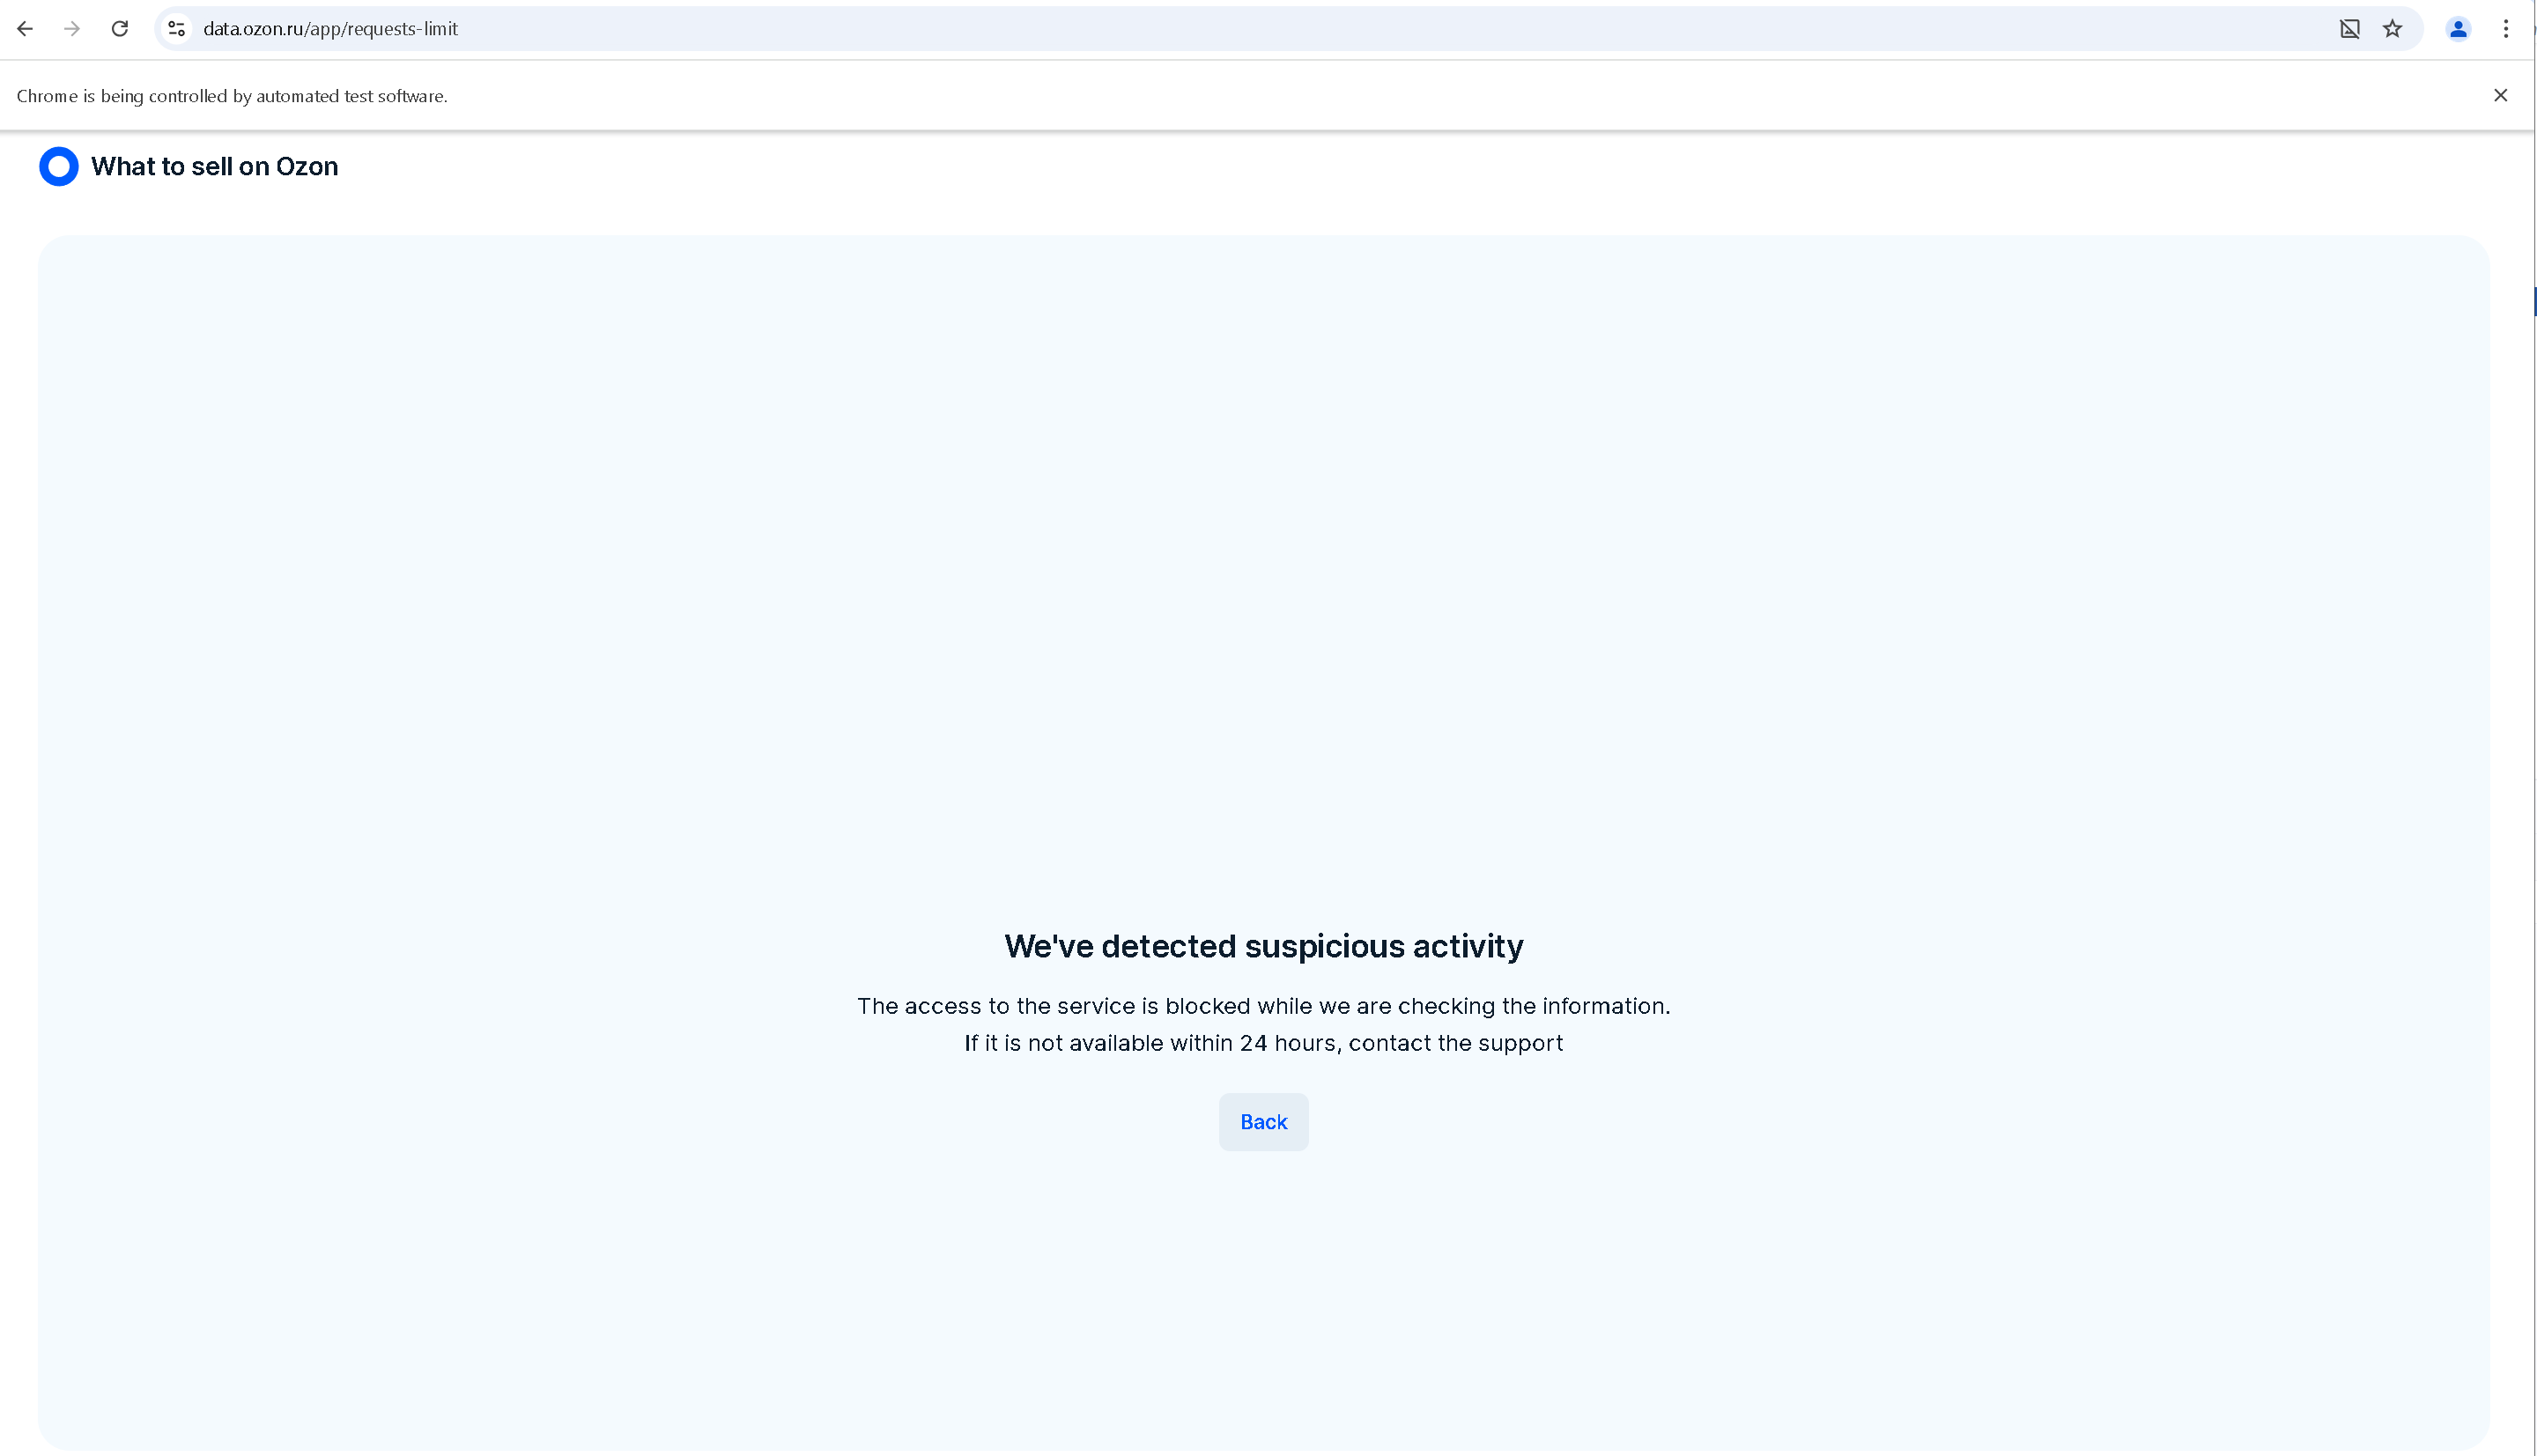 data.ozon.ru/app/requests-limit
Chrome is being controlled by automated test software.
What to sell on Ozon
We've detected suspicious activity
The access to the service is blocked while we are checking the information.
If it is not available within 24 hours, contact the support
Back